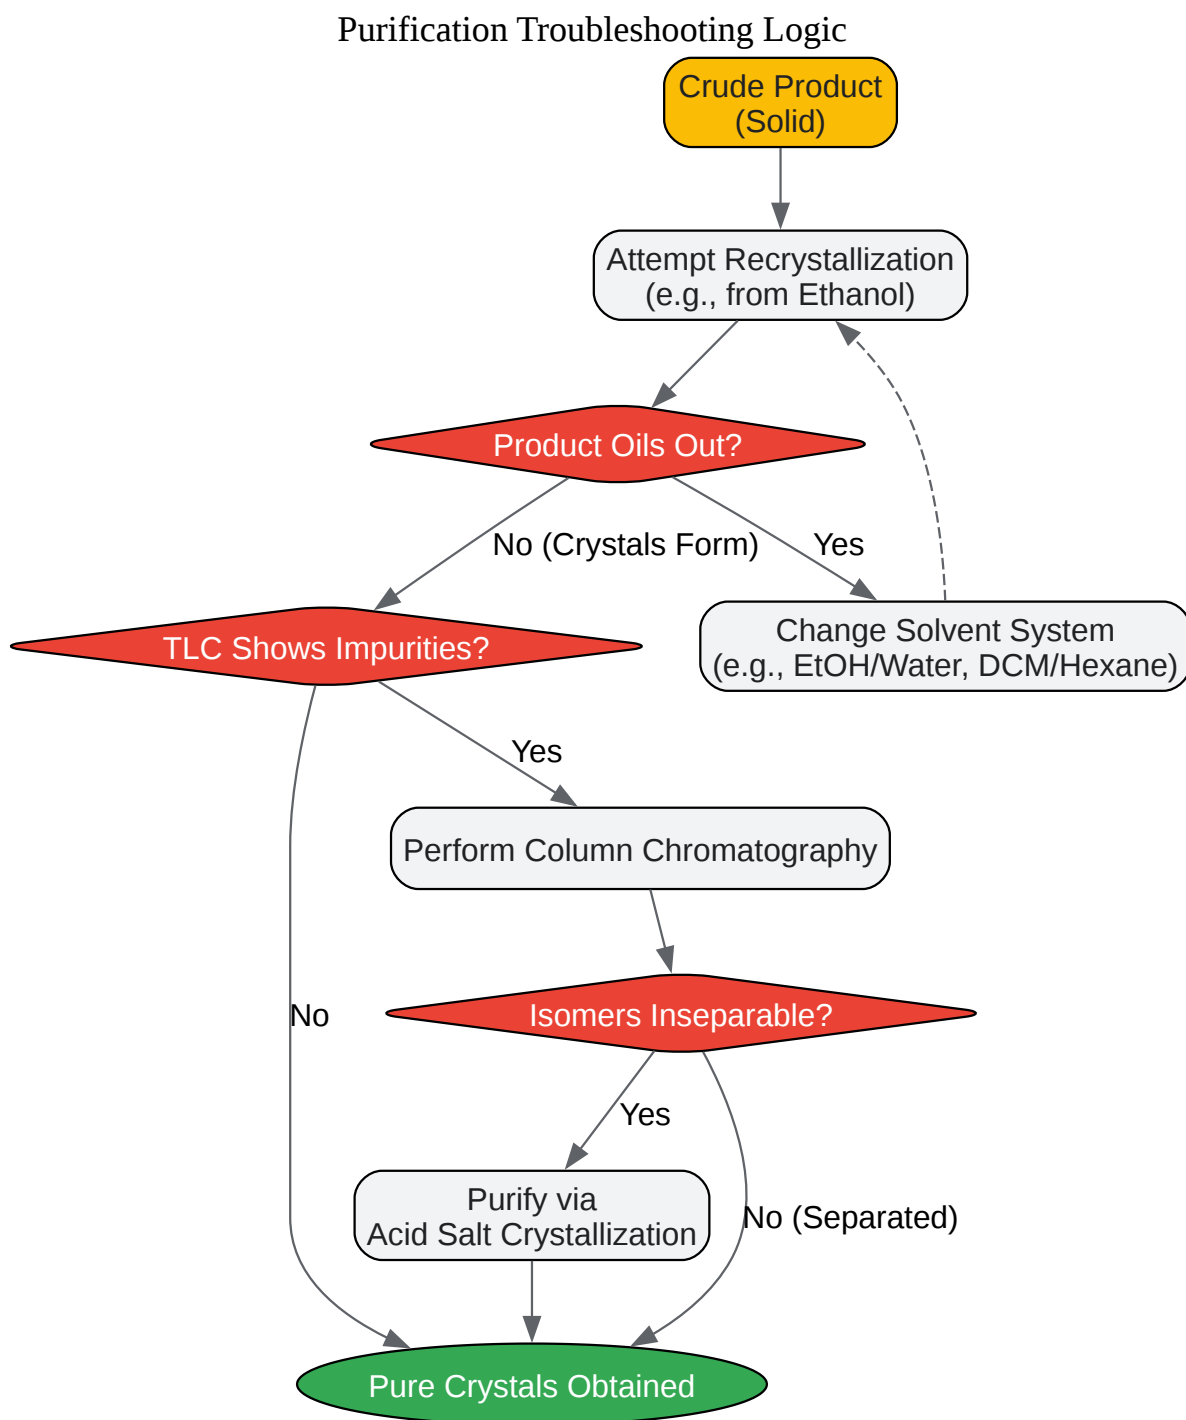 Purification Troubleshooting Logic
Crude Product
(Solid)
Attempt Recrystallization
(e.g., from Ethanol)
Product Oils Out?
No (Crystals Form)
Yes
TLC Shows Impurities?
Change Solvent System
(e.g., EtOH/Water, DCM/Hexane)
Yes
Perform Column Chromatography
No
Isomers Inseparable?
Yes
Purify via
Acid Salt Crystallization
No (Separated)
Pure Crystals Obtained